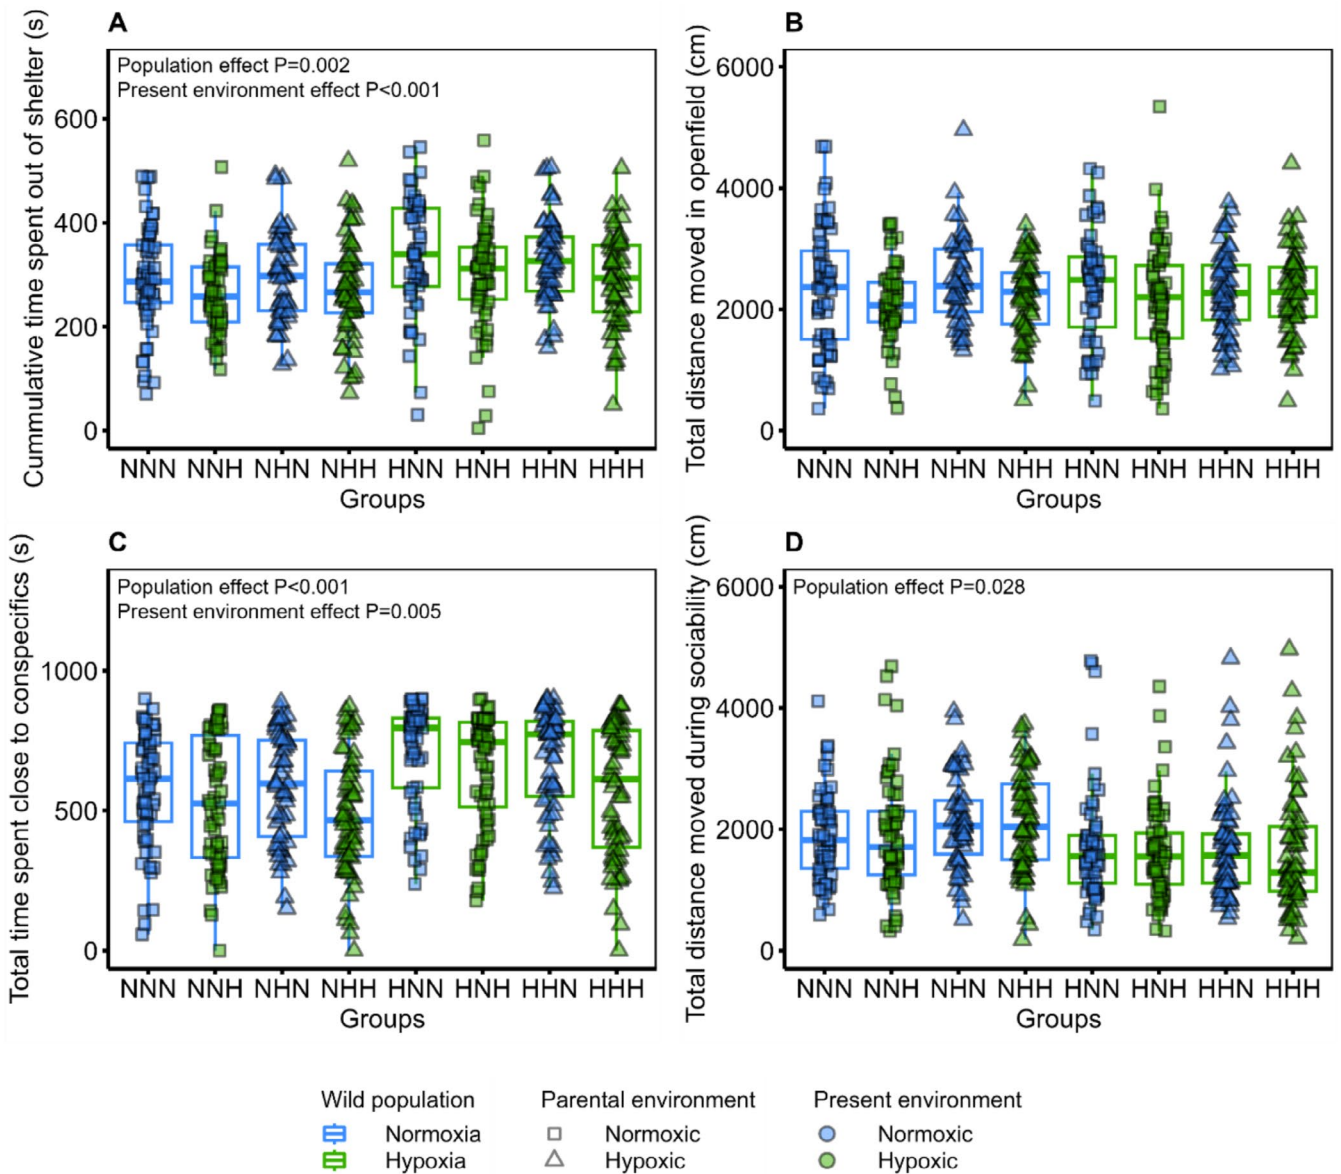 A
Cummulative time spent out of shelter (s)
Population effect P=0.002
Present environment effect P<0.001
600
400
200
0
NNN NNH NHN NHH HNN HNH HHN HHH
Groups
B
Total distance moved in openfield (cm)
6000
4000
2000
0
NNN NNH NHN NHH HNN HNH HHN HHH
Groups
C
Total time spent close to conspecifics (s)
Population effect P<0.001
Present environment effect P=0.005
1000
500
0
NNN NNH NHN NHH HNN HNH HHN HHH
Groups
D
Total distance moved during sociability (cm)
Population effect P=0.028
6000
4000
2000
0
NNN NNH NHN NHH HNN HNH HHN HHH
Groups
Wild population
Normoxia
Hypoxia
Parental environment
Normoxic
Hypoxic
Present environment
Normoxic
Hypoxic